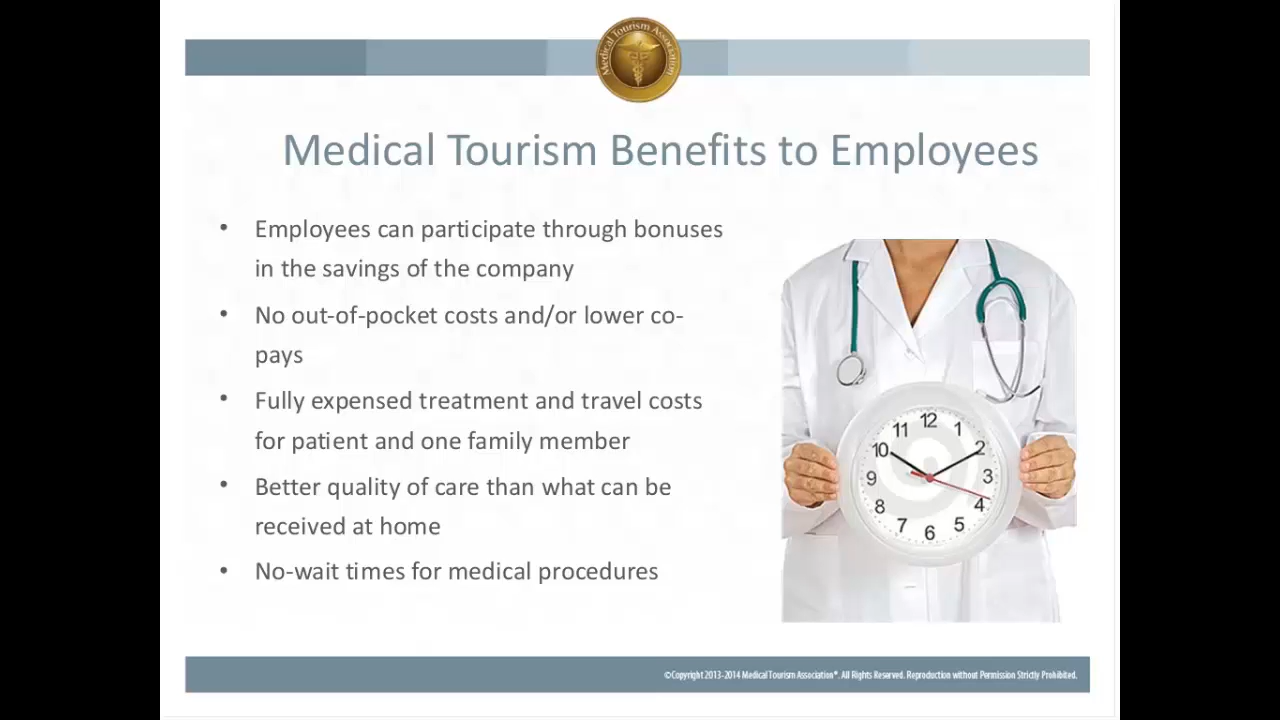 Medical Tourism Association
Medical Tourism Benefits to Employees
• Employees can participate through bonuses
in the savings of the company
• No out-of-pocket costs and/or lower co-
pays
• Fully expensed treatment and travel costs
for patient and one family member
• Better quality of care than what can be
received at home
• No-wait times for medical procedures
12
11 1
10 2
9 3
8 4
7 5
6
©Copyright 2013-2014 Medical Tourism Association®. All Rights Reserved. Reproduction without Permission Strictly Prohibited.